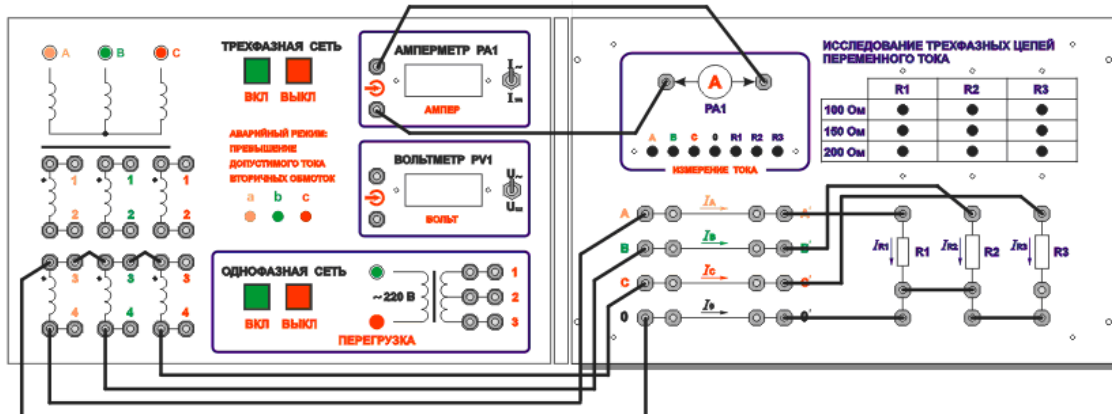 A B C
1 1 1
2 2 2
3 3 3
4 4 4
ТРЕХФАЗНАЯ СЕТЬ
ВКЛ ВЫКЛ
АВАРИЙНЫЙ РЕЖИМ:
ПРЕВЫШЕНИЕ
ДОПУСТИМОГО ТОКА
ВТОРИЧНЫХ ОБМОТОК
a b c
АМПЕРМЕТР PA1
I~
I=
АМПЕР
ВОЛЬТМЕТР PV1
U~
U=
ВОЛЬТ
ОДНОФАЗНАЯ СЕТЬ
ВКЛ ВЫКЛ
~220 В
1
2
3
ПЕРЕГРУЗКА
A
PA1
A B C 0 R1 R2 R3
ИЗМЕРЕНИЕ ТОКА
ИССЛЕДОВАНИЕ ТРЕХФАЗНЫХ ЦЕПЕЙ
ПЕРЕМЕННОГО ТОКА
R1 R2 R3
100 Ом
150 Ом
200 Ом
A IA A'
B IB B'
C IC C'
0 I0 0'
IR1 R1 IR2 R2 IR3 R3